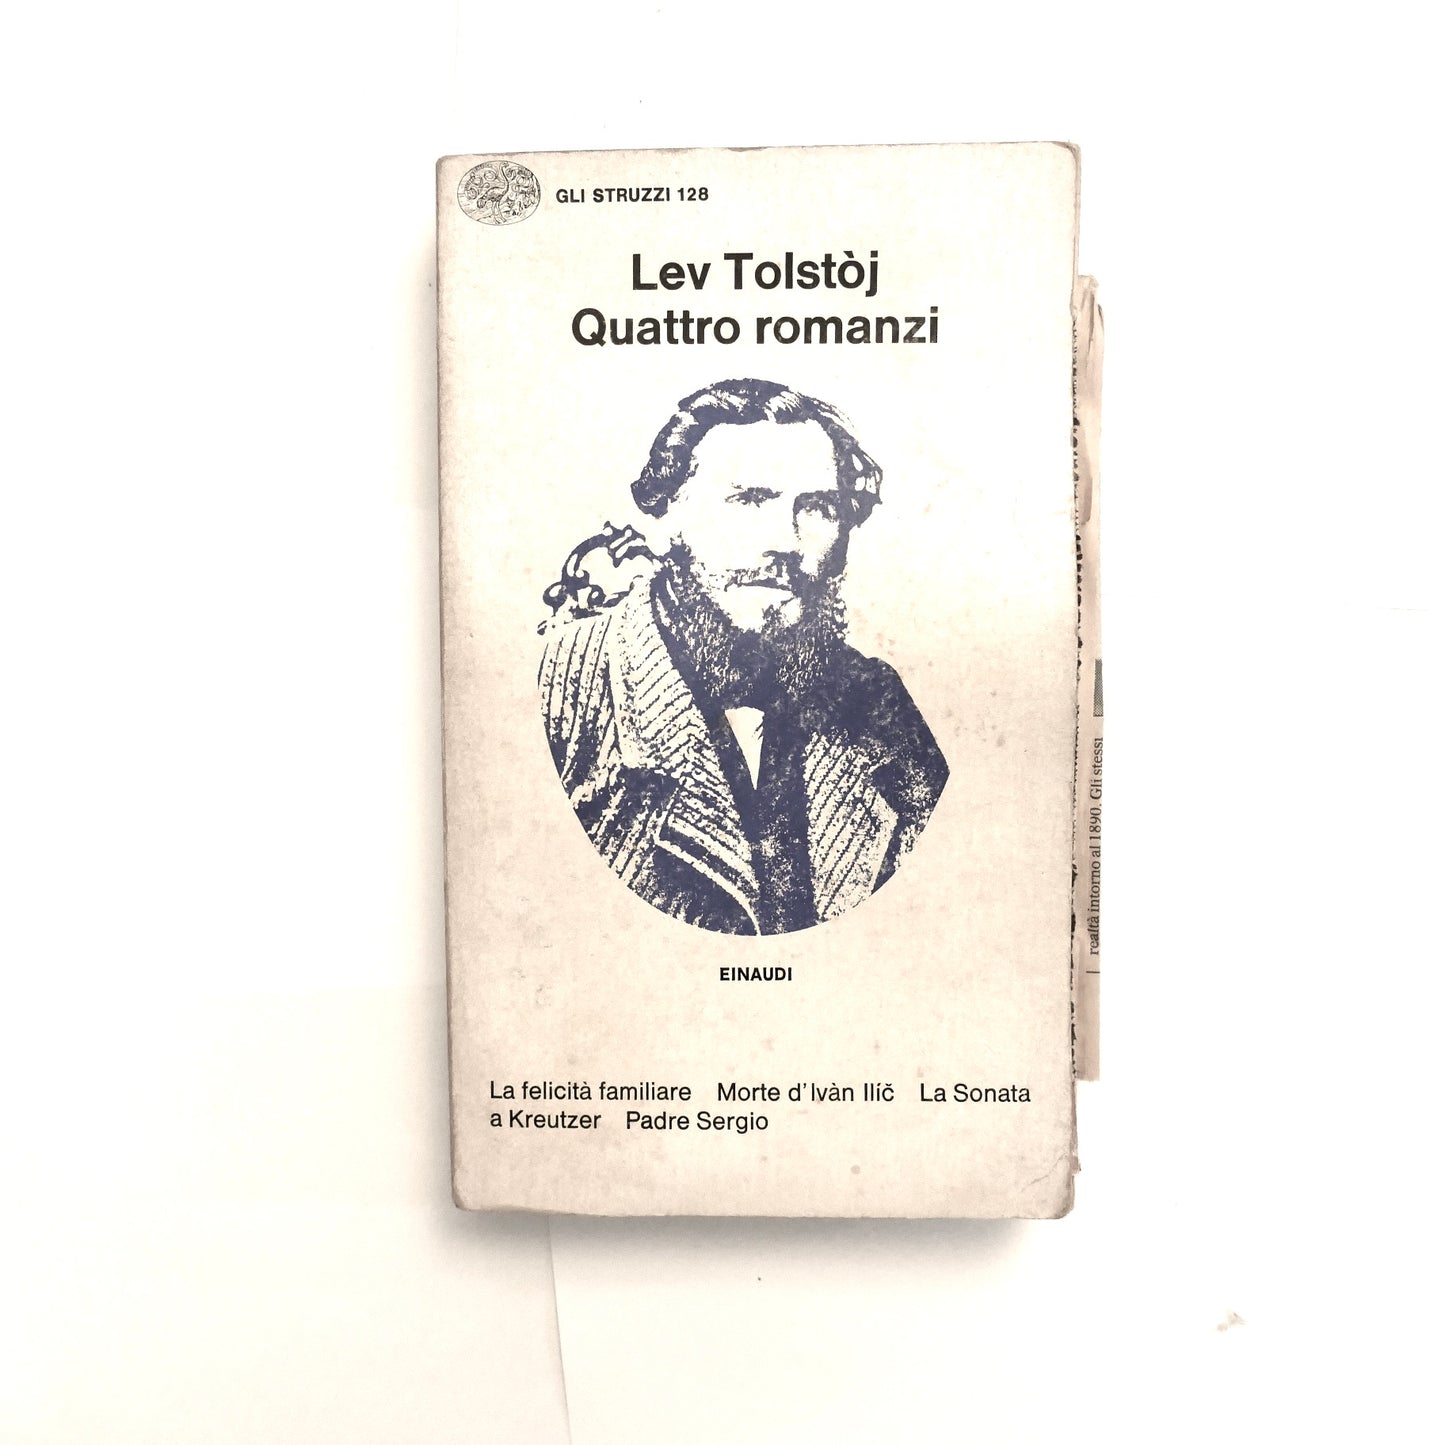 GLI STRUZZI 128
Lev Tolstòj
Quattro romanzi
EINAUDI
La felicità familiare Morte d'Ivàn Ilíč La Sonata
a Kreutzer Padre Sergio
realtà intorno al 1890. Gli stessi